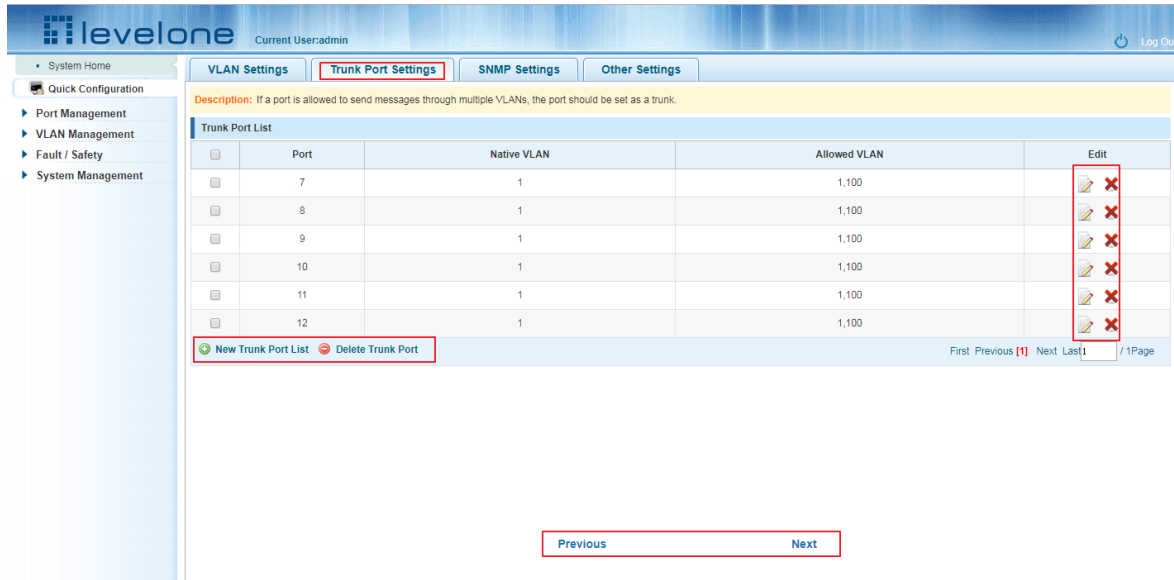 levelone Current User:admin Log Ou
System Home
Quick Configuration
Port Management
VLAN Management
Fault / Safety
System Management
VLAN Settings Trunk Port Settings SNMP Settings Other Settings
Description: If a port is allowed to send messages through multiple VLANs, the port should be set as a trunk.
Trunk Port List
Port Native VLAN Allowed VLAN Edit
7 1 1,100
8 1 1,100
9 1 1,100
10 1 1,100
11 1 1,100
12 1 1,100
New Trunk Port List Delete Trunk Port First Previous [1] Next Last 1 / 1Page
Previous Next